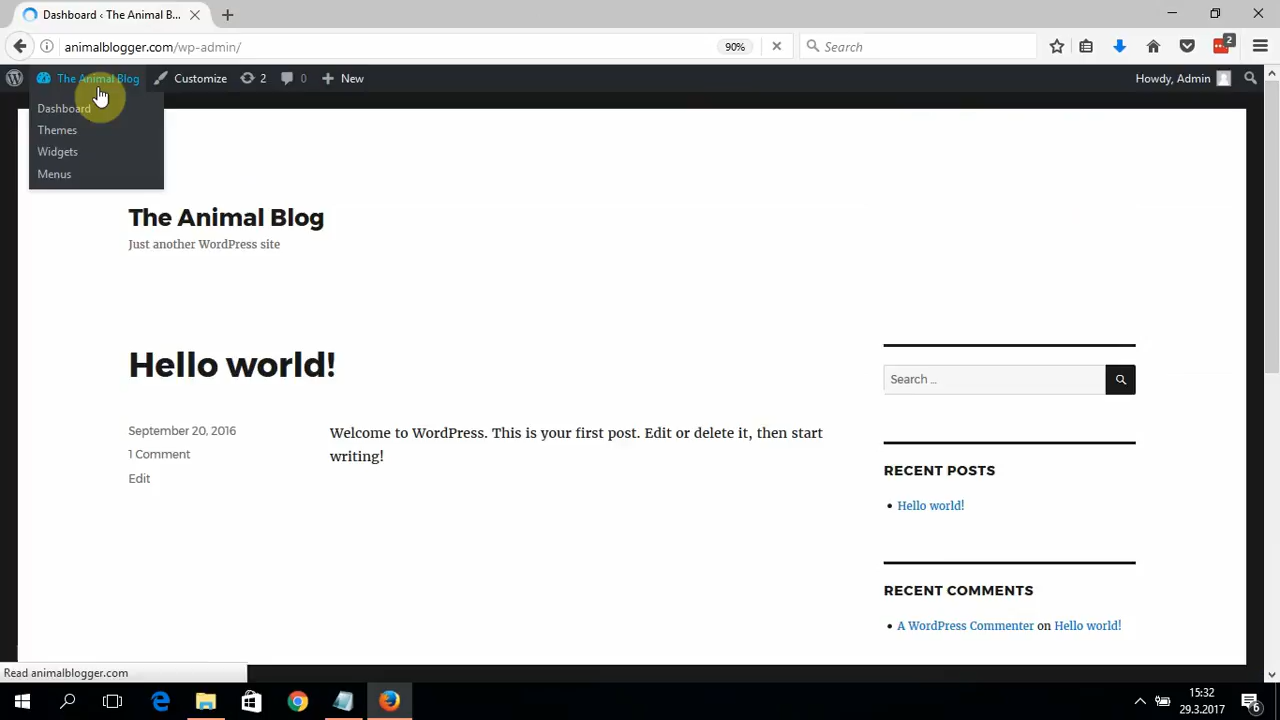 Dashboard ‹ The Animal B...
animalblogger.com/wp-admin/
90%
Search
2
The Animal Blog
Customize
2
0
New
Howdy, Admin
Dashboard
Themes
Widgets
Menus
The Animal Blog
Just another WordPress site
Hello world!
September 20, 2016
1 Comment
Edit
Welcome to WordPress. This is your first post. Edit or delete it, then start
writing!
Search …
RECENT POSTS
Hello world!
RECENT COMMENTS
A WordPress Commenter on Hello world!
Read animalblogger.com
15:32
29.3.2017
6